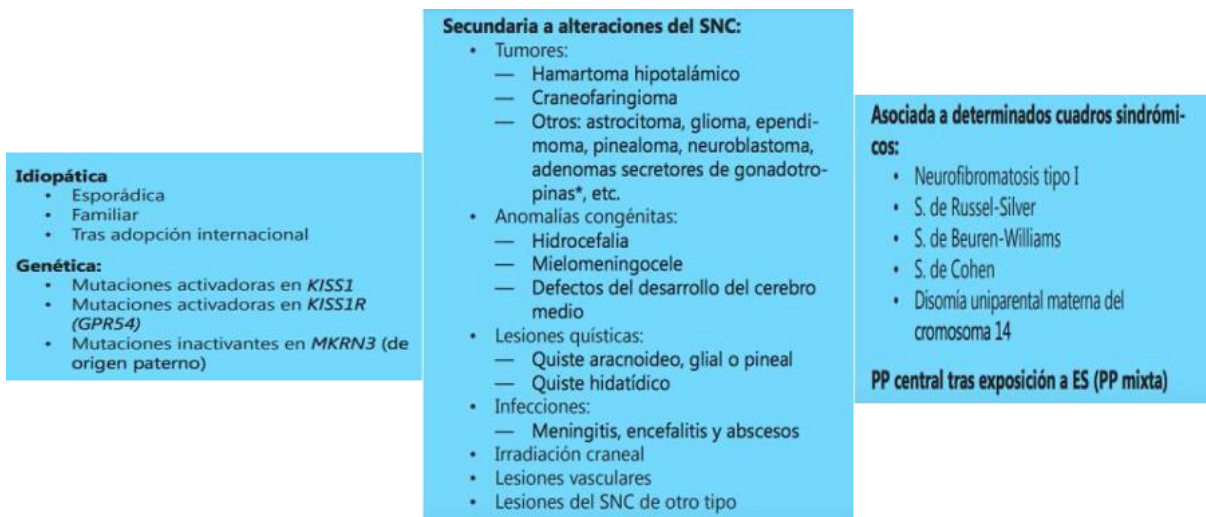 Idiopática
• Esporádica
• Familiar
• Tras adopción internacional
Genética:
• Mutaciones activadoras en KISS1
• Mutaciones activadoras en KISS1R
(GPR54)
• Mutaciones inactivantes en MKRN3 (de
origen paterno)
Secundaria a alteraciones del SNC:
• Tumores:
— Hamartoma hipotalámico
— Craneofaringioma
— Otros: astrocitoma, glioma, ependi-
moma, pinealoma, neuroblastoma,
adenomas secretores de gonadotro-
pinas*, etc.
• Anomalías congénitas:
— Hidrocefalia
— Mielomeningocele
— Defectos del desarrollo del cerebro
medio
• Lesiones quísticas:
— Quiste aracnoideo, glial o pineal
— Quiste hidatídico
• Infecciones:
— Meningitis, encefalitis y abscesos
• Irradiación craneal
• Lesiones vasculares
• Lesiones del SNC de otro tipo
Asociada a determinados cuadros sindrómi-
cos:
• Neurofibromatosis tipo I
• S. de Russel-Silver
• S. de Beuren-Williams
• S. de Cohen
• Disomía uniparental materna del
cromosoma 14
PP central tras exposición a ES (PP mixta)